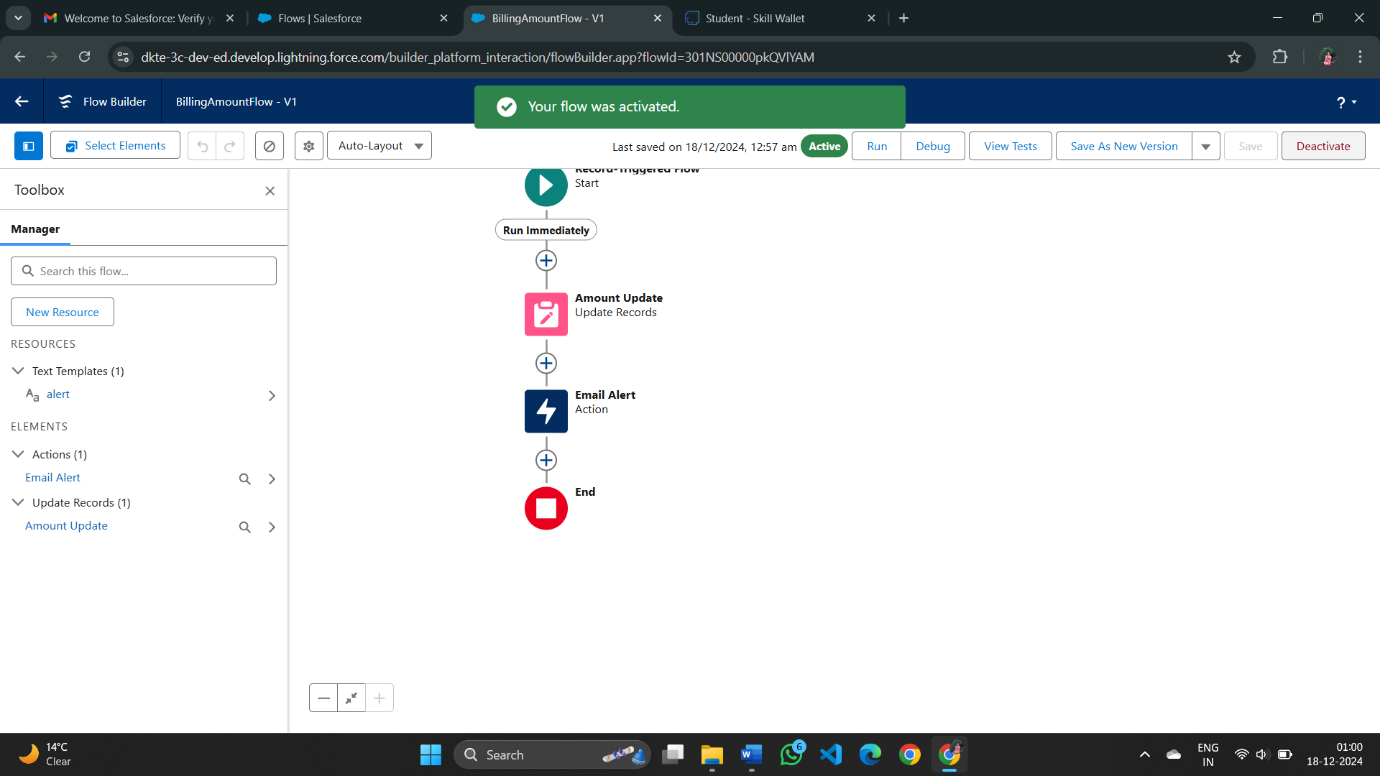 Welcome to Salesforce: Verify y
Flows | Salesforce
BillingAmountFlow - V1
Student - Skill Wallet
dkte-3c-dev-ed.develop.lightning.force.com/builder_platform_interaction/flowBuilder.app?flowId=301NS00000pkQVlYAM
Flow Builder
BillingAmountFlow - V1
Your flow was activated.
?
Select Elements
Auto-Layout
Last saved on 18/12/2024, 12:57 am
Active
Run
Debug
View Tests
Save As New Version
Save
Deactivate
Toolbox
Manager
Search this flow...
New Resource
RESOURCES
Text Templates (1)
Aa alert
ELEMENTS
Actions (1)
Email Alert
Update Records (1)
Amount Update
Record-Triggered Flow
Start
Run Immediately
Amount Update
Update Records
Email Alert
Action
End
14°C
Clear
Search
6
ENG
IN
01:00
18-12-2024